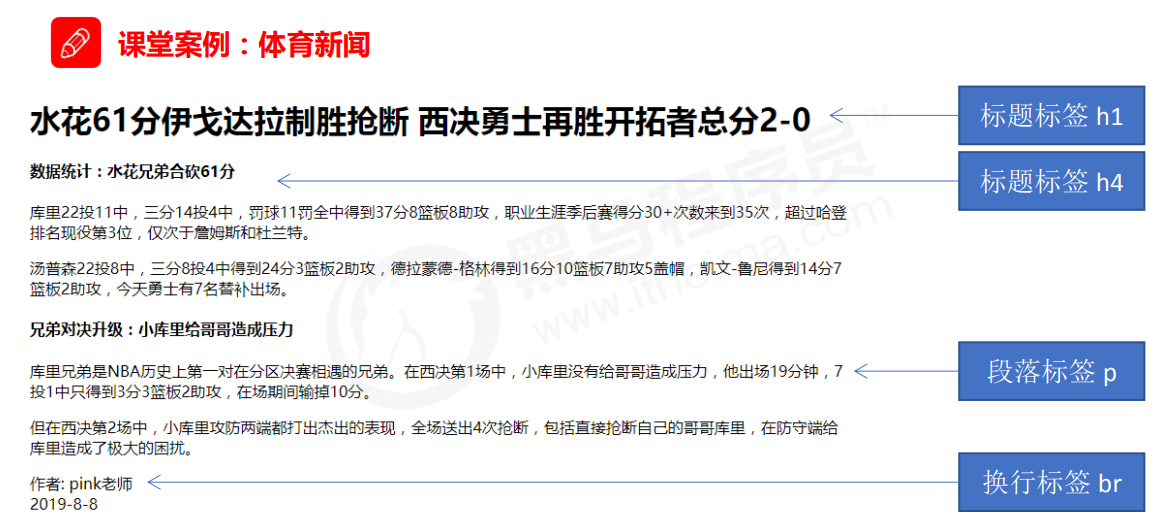 课堂案例：体育新闻
水花61分伊戈达拉制胜抢断 西决勇士再胜开拓者总分2-0
标题标签 h1
数据统计：水花兄弟合砍61分
标题标签 h4
库里22投11中，三分14投4中，罚球11罚全中得到37分8篮板8助攻，职业生涯季后赛得分30+次数来到35次，超过哈登
排名现役第3位，仅次于詹姆斯和杜兰特。
汤普森22投8中，三分8投4中得到24分3篮板2助攻，德拉蒙德-格林得到16分10篮板7助攻5盖帽，凯文-鲁尼得到14分7
篮板2助攻，今天勇士有7名替补出场。
兄弟对决升级：小库里给哥哥造成压力
库里兄弟是NBA历史上第一对在分区决赛相遇的兄弟。在西决第1场中，小库里没有给哥哥造成压力，他出场19分钟，7
投1中只得到3分3篮板2助攻，在场期间输掉10分。
段落标签 p
但在西决第2场中，小库里攻防两端都打出杰出的表现，全场送出4次抢断，包括直接抢断自己的哥哥库里，在防守端给
库里造成了极大的困扰。
作者: pink老师
换行标签 br
2019-8-8
黑马程序员™
www.itheima.com